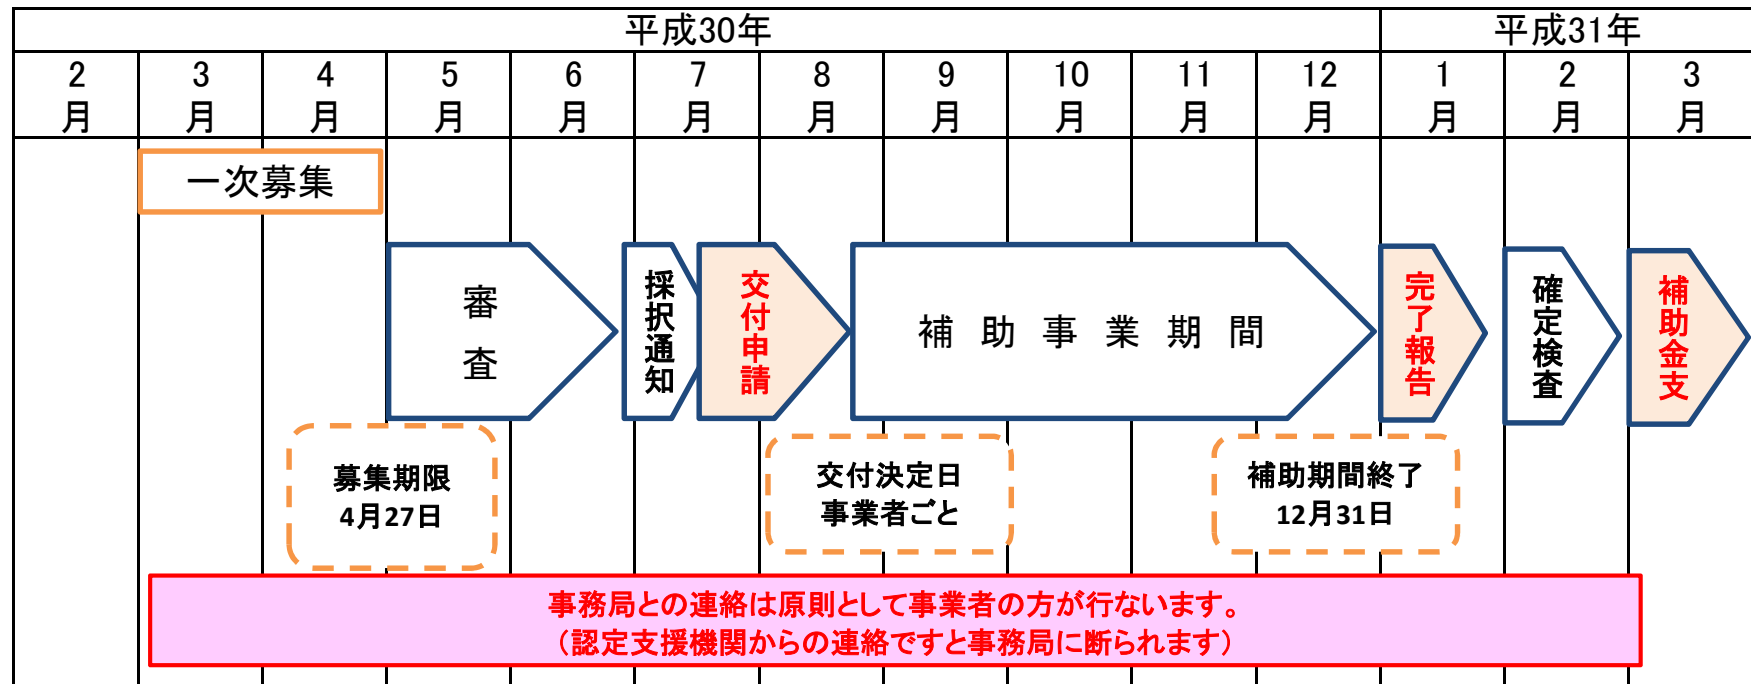 平成30年
平成31年
2月
3月
4月
5月
6月
7月
8月
9月
10月
11月
12月
1月
2月
3月
一次募集
審査
採択通知
交付申請
補助事業期間
完了報告
確定検査
補助金支
募集期限
4月27日
交付決定日
事業者ごと
補助期間終了
12月31日
事務局との連絡は原則として事業者の方が行ないます。
（認定支援機関からの連絡ですと事務局に断られます）